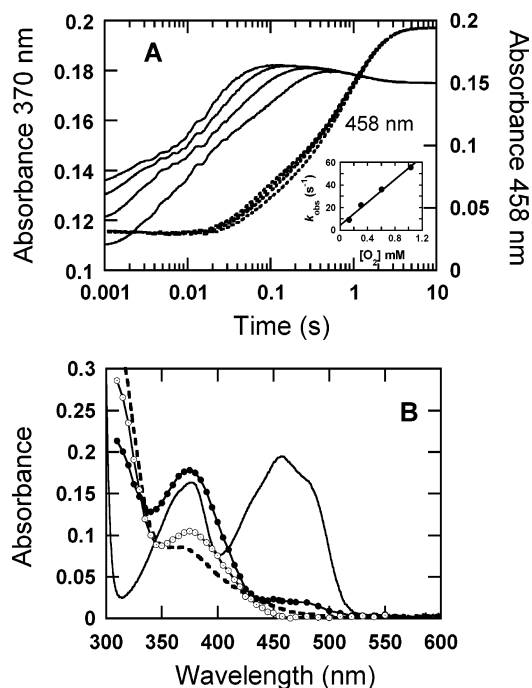 A
0.2
0.18
0.16
0.14
0.12
0.1
Absorbance 370 nm
0.2
0.15
0.1
0.05
0
Absorbance 458 nm
458 nm
60
40
20
0
k_obs (s⁻¹)
0 0.4 0.8 1.2
[O₂] mM
0.001 0.01 0.1 1 10
Time (s)
B
0.3
0.25
0.2
0.15
0.1
0.05
0
Absorbance
300 350 400 450 500 550 600
Wavelength (nm)